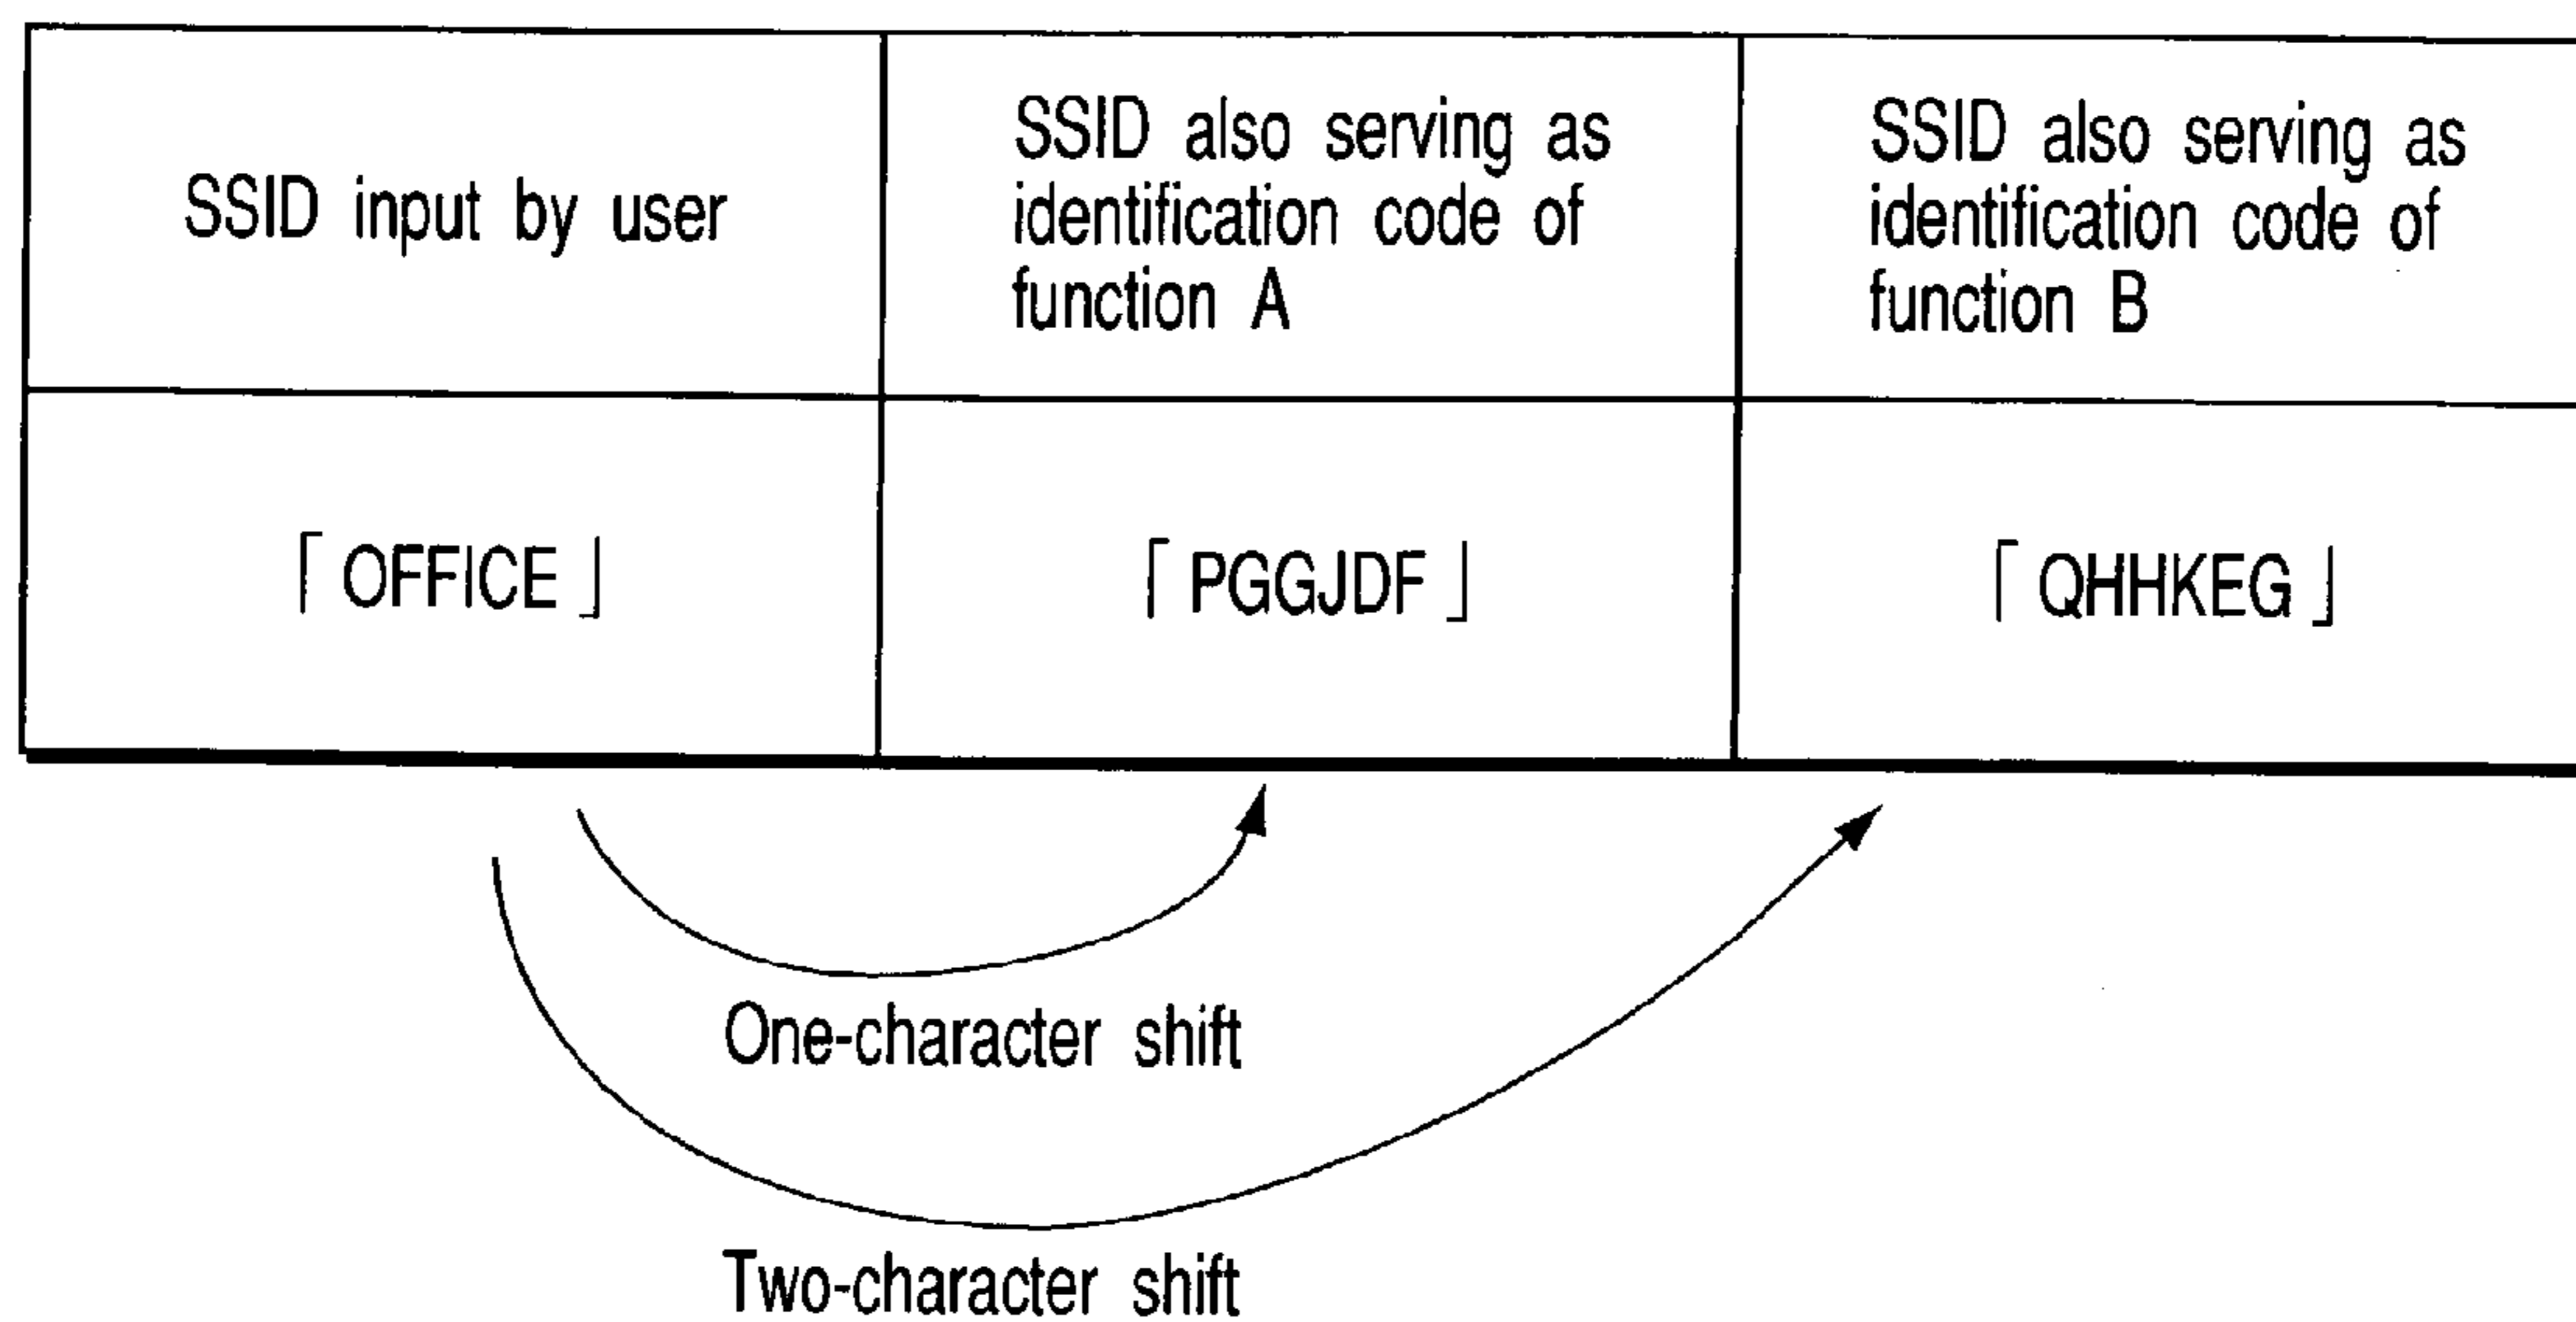 SSID input by user
SSID also serving as
identification code of
function A
SSID also serving as
identification code of
function B
「OFFICE」
「PGGJDF」
「QHHKEG」
One-character shift
Two-character shift